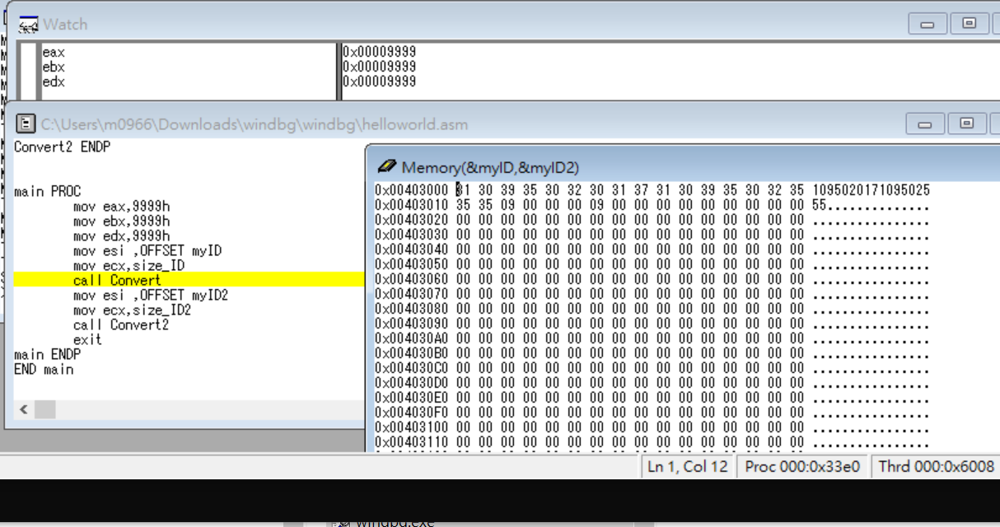 Watch
eax 0x00009999
ebx 0x00009999
edx 0x00009999
C:\Users\m0966\Downloads\windbg\windbg\helloworld.asm
Convert2 ENDP
main PROC
mov eax,9999h
mov ebx,9999h
mov edx,9999h
mov esi ,OFFSET myID
mov ecx,size_ID
call Convert
mov esi ,OFFSET myID2
mov ecx,size_ID2
call Convert2
exit
main ENDP
END main
Memory(&myID,&myID2)
0x00403000 31 30 39 35 30 32 30 31 37 31 30 39 35 30 32 35 1095020171095025
0x00403010 35 35 09 00 00 00 09 00 00 00 00 00 00 00 00 00 55..............
0x00403020 00 00 00 00 00 00 00 00 00 00 00 00 00 00 00 00 ................
0x00403030 00 00 00 00 00 00 00 00 00 00 00 00 00 00 00 00 ................
0x00403040 00 00 00 00 00 00 00 00 00 00 00 00 00 00 00 00 ................
0x00403050 00 00 00 00 00 00 00 00 00 00 00 00 00 00 00 00 ................
0x00403060 00 00 00 00 00 00 00 00 00 00 00 00 00 00 00 00 ................
0x00403070 00 00 00 00 00 00 00 00 00 00 00 00 00 00 00 00 ................
0x00403080 00 00 00 00 00 00 00 00 00 00 00 00 00 00 00 00 ................
0x00403090 00 00 00 00 00 00 00 00 00 00 00 00 00 00 00 00 ................
0x004030A0 00 00 00 00 00 00 00 00 00 00 00 00 00 00 00 00 ................
0x004030B0 00 00 00 00 00 00 00 00 00 00 00 00 00 00 00 00 ................
0x004030C0 00 00 00 00 00 00 00 00 00 00 00 00 00 00 00 00 ................
0x004030D0 00 00 00 00 00 00 00 00 00 00 00 00 00 00 00 00 ................
0x004030E0 00 00 00 00 00 00 00 00 00 00 00 00 00 00 00 00 ................
0x004030F0 00 00 00 00 00 00 00 00 00 00 00 00 00 00 00 00 ................
0x00403100 00 00 00 00 00 00 00 00 00 00 00 00 00 00 00 00 ................
0x00403110 00 00 00 00 00 00 00 00 00 00 00 00 00 00 00 00 ................
Ln 1, Col 12 Proc 000:0x33e0 Thrd 000:0x6008
windbg.exe